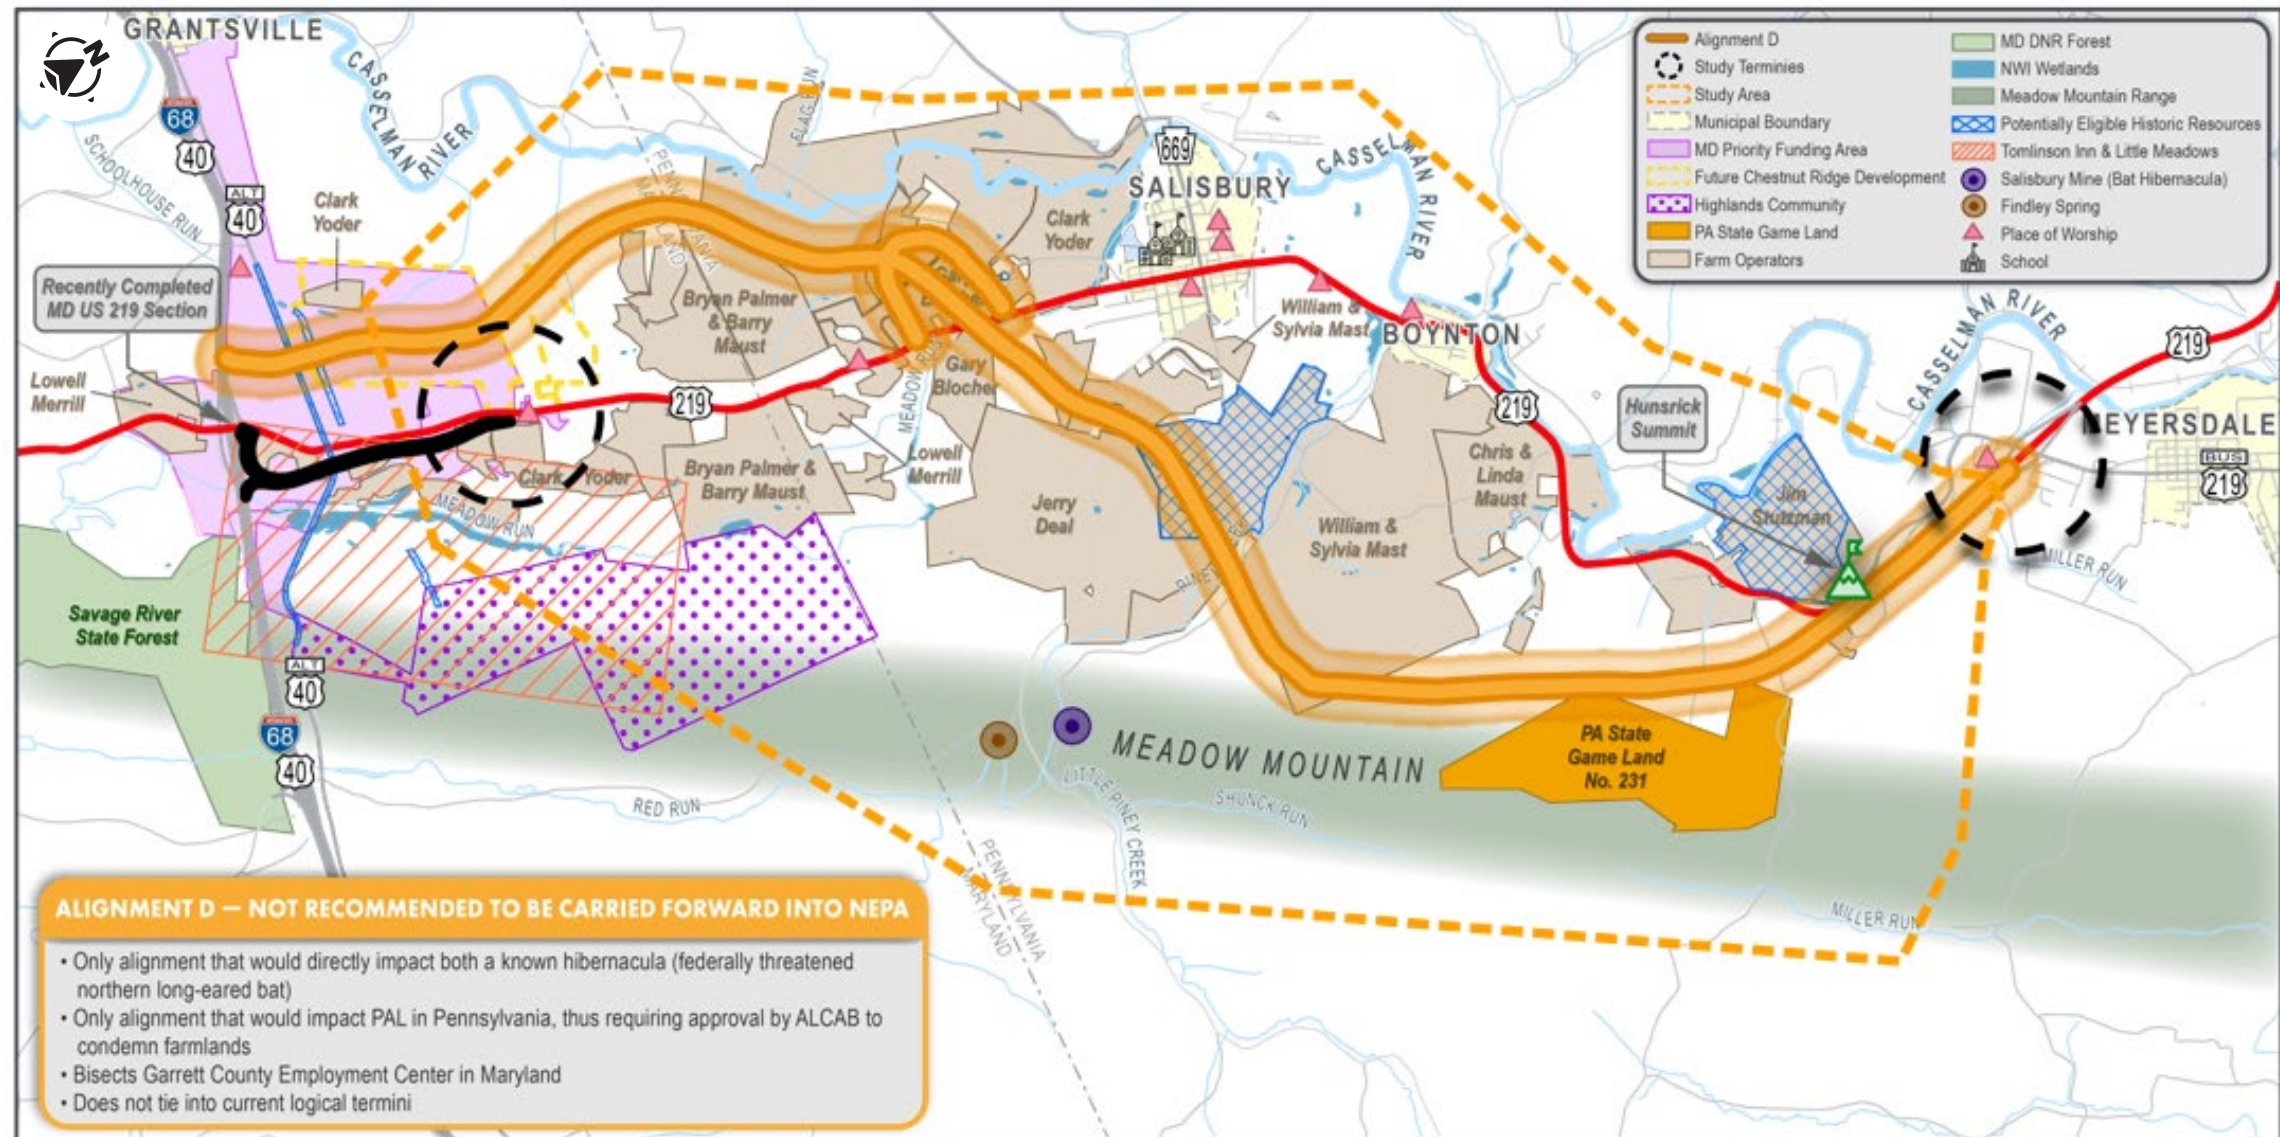 GRANTSVILLE
N
CASSELMAN
RIVER
68
40
SCHOOLHOUSE RUN
ALT
40
Clark
Yoder
FLAG RUN
PENNSYLVANIA
MARYLAND
669
SALISBURY
CASSELMAN RIVER
Clark
Yoder
Recently Completed
MD US 219 Section
Lowell
Merrill
Bryan Palmer
& Barry
Maust
William &
Sylvia Mast
BOYNTON
Gary
Blocher
MEADOW RUN
219
Lowell
Merrill
Clark Yoder
Bryan Palmer &
Barry Maust
MEADOW RUN
Jerry
Deal
William &
Sylvia Mast
Chris &
Linda
Maust
219
Hunsrick
Summit
Jim
Stutzman
CASSELMAN RIVER
219
MEYERSDALE
BUS
219
MILLER RUN
Savage River
State Forest
ALT
40
68
40
RED RUN
MEADOW MOUNTAIN
LITTLE PINEY CREEK
SHUNCK RUN
PA State
Game Land
No. 231
PENNSYLVANIA
MARYLAND
MILLER RUN
Alignment D
Study Terminies
Study Area
Municipal Boundary
MD Priority Funding Area
Future Chestnut Ridge Development
Highlands Community
PA State Game Land
Farm Operators
MD DNR Forest
NWI Wetlands
Meadow Mountain Range
Potentially Eligible Historic Resources
Tomlinson Inn & Little Meadows
Salisbury Mine (Bat Hibernacula)
Findley Spring
Place of Worship
School
ALIGNMENT D – NOT RECOMMENDED TO BE CARRIED FORWARD INTO NEPA
• Only alignment that would directly impact both a known hibernacula (federally threatened
northern long-eared bat)
• Only alignment that would impact PAL in Pennsylvania, thus requiring approval by ALCAB to
condemn farmlands
• Bisects Garrett County Employment Center in Maryland
• Does not tie into current logical termini